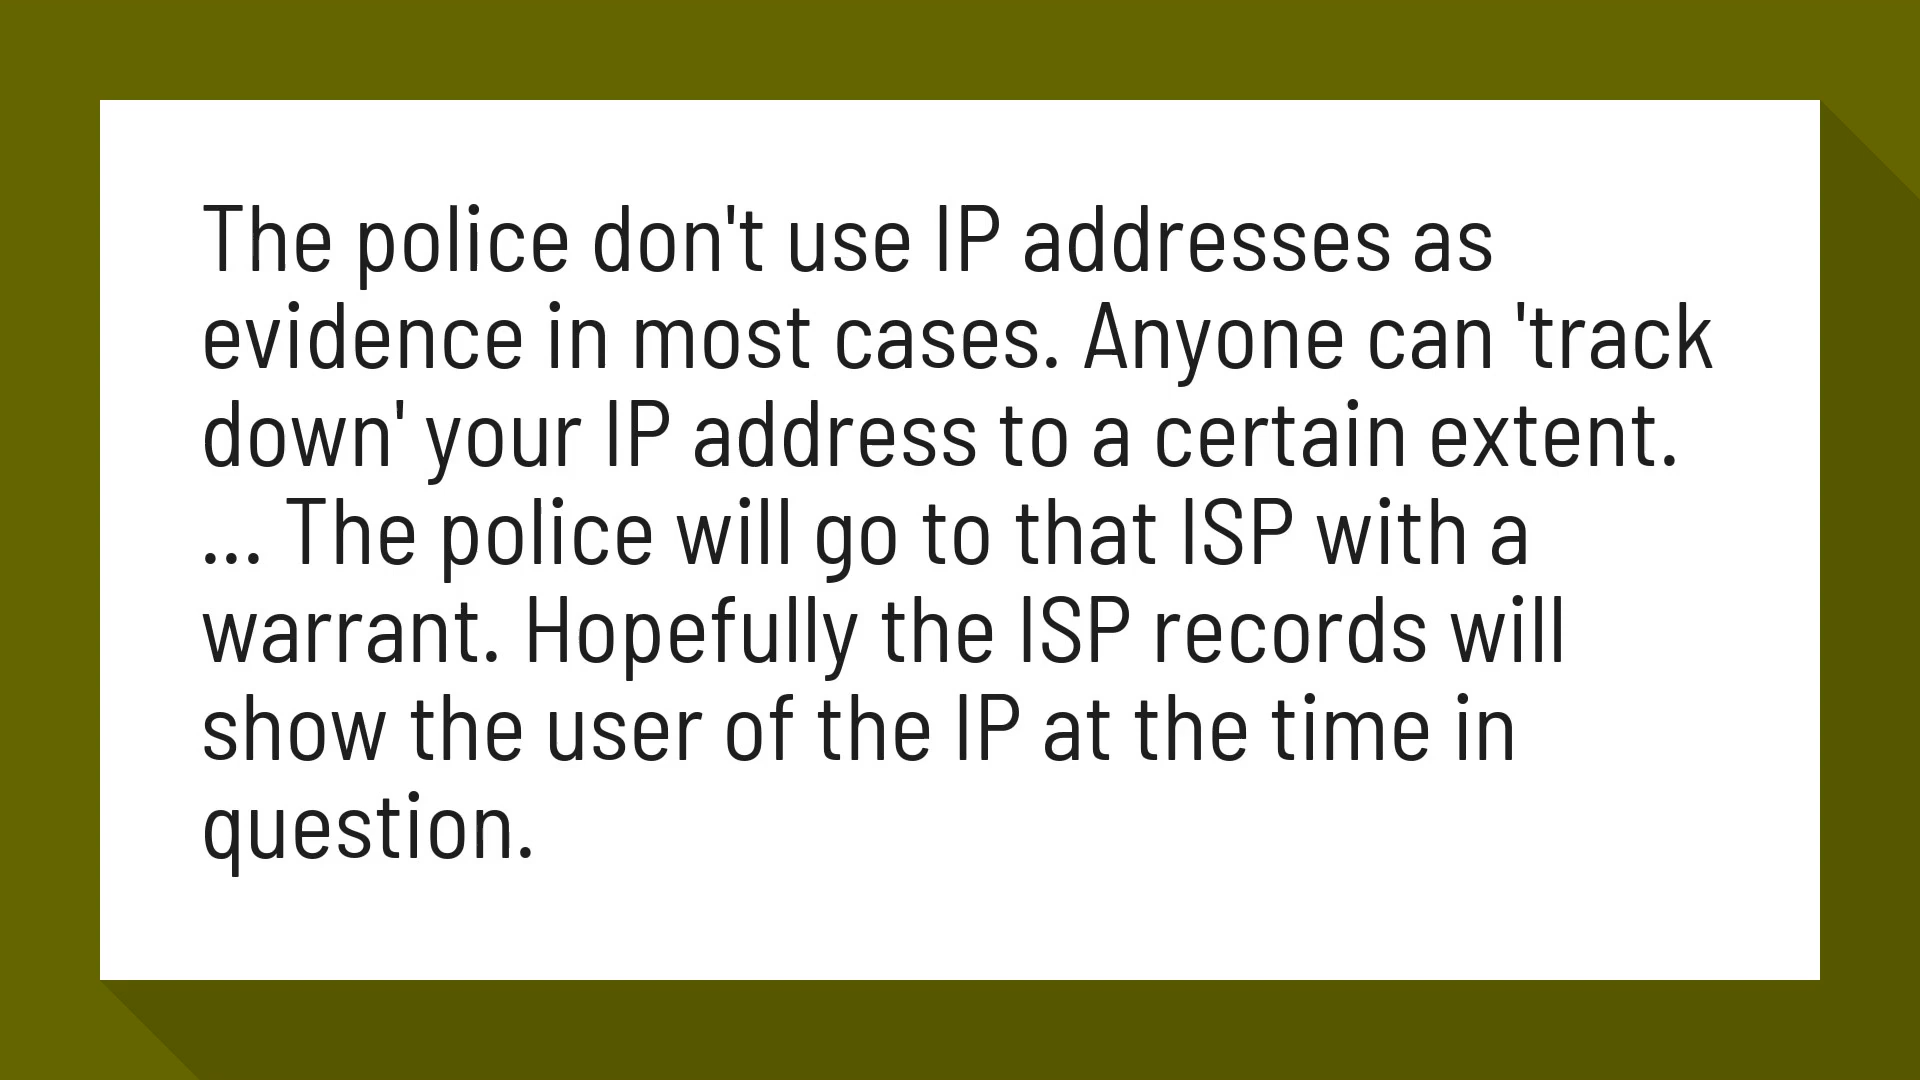 The police don't use IP addresses as
evidence in most cases. Anyone can 'track
down' your IP address to a certain extent.
... The police will go to that ISP with a
warrant. Hopefully the ISP records will
show the user of the IP at the time in
question.